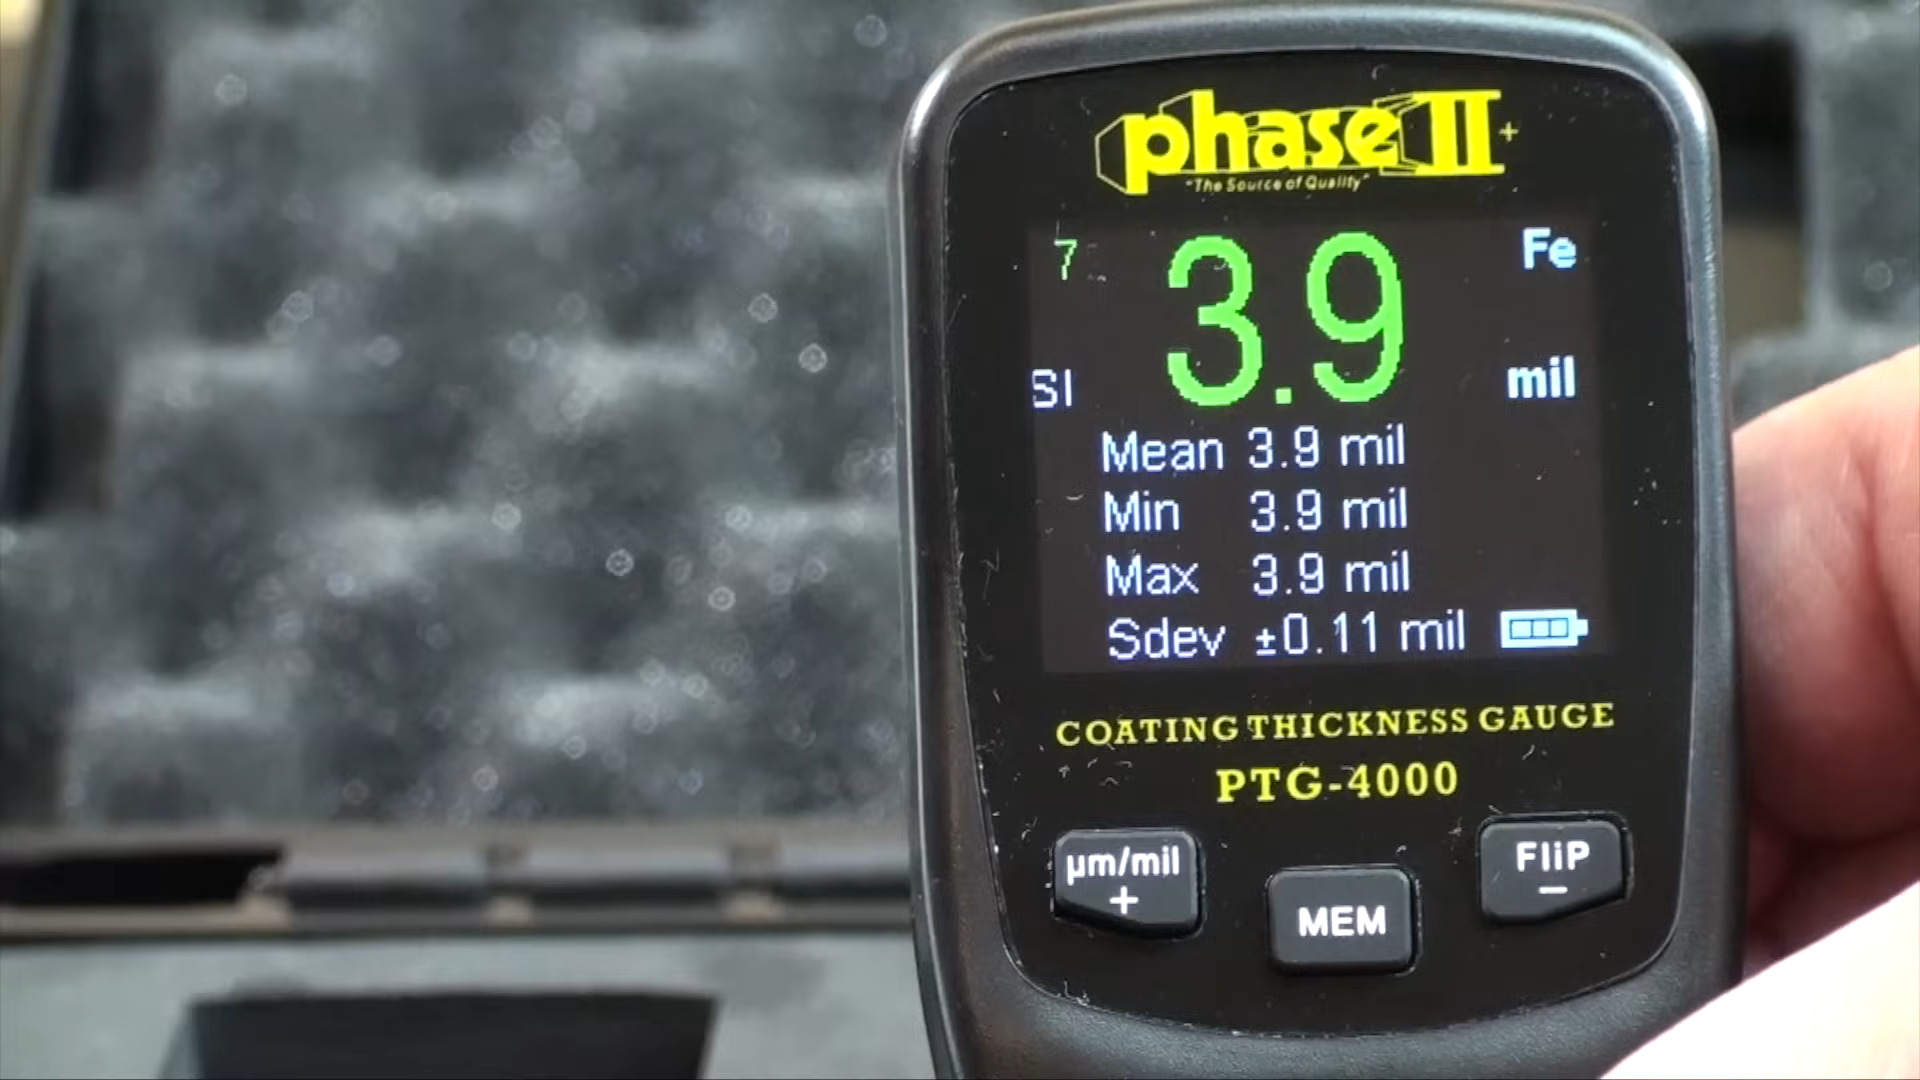 phase II+
"The Source of Quality"
7 3.9 Fe
SI mil
Mean 3.9 mil
Min 3.9 mil
Max 3.9 mil
Sdev ±0.11 mil
COATING THICKNESS GAUGE
PTG-4000
µm/mil
+
MEM
FLiP
–